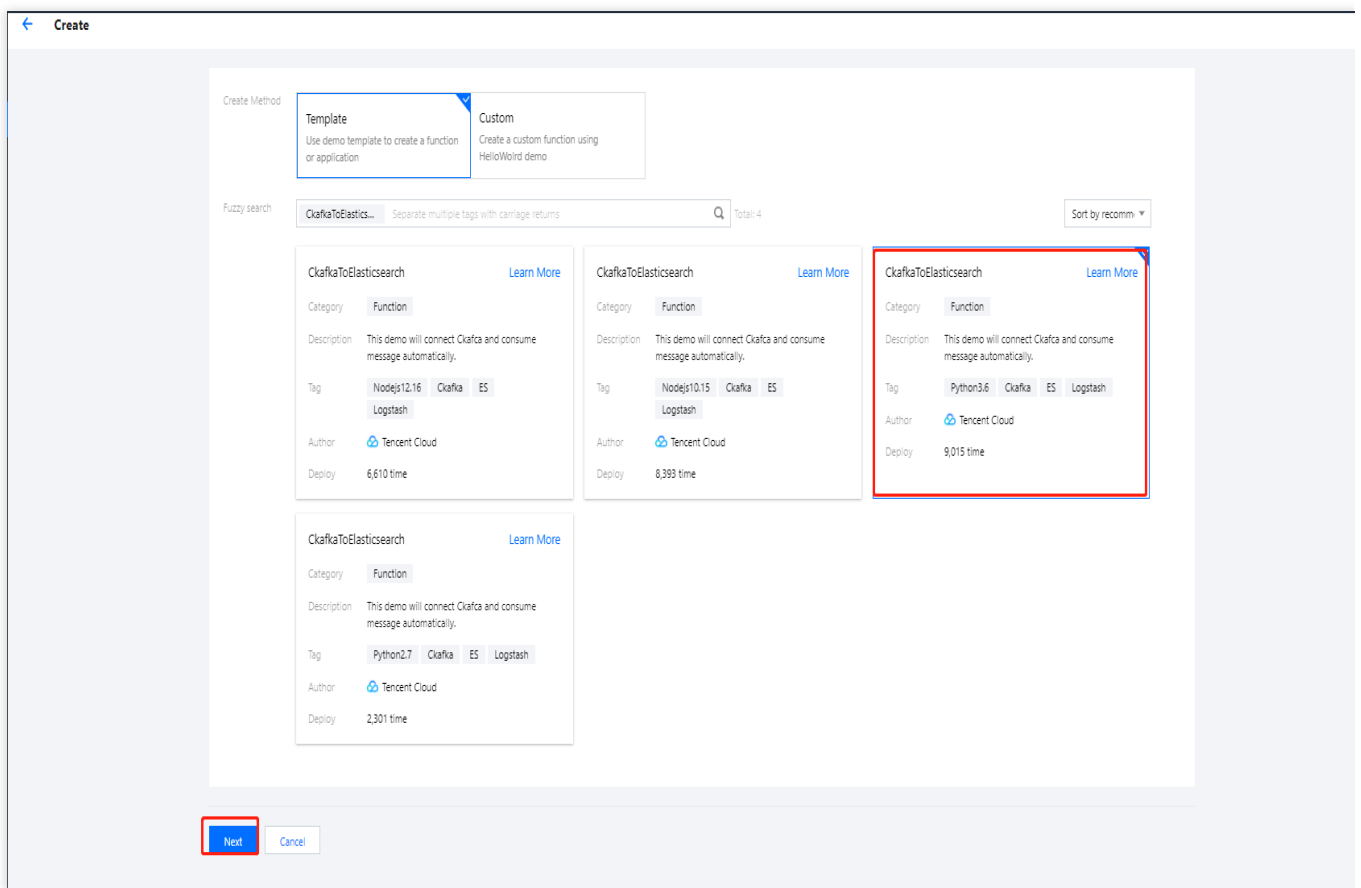 Create
Create Method
Template
Use demo template to create a function
or application
Custom
Create a custom function using
HelloWolrd demo
Fuzzy search
CkafkaToElastics...
Separate multiple tags with carriage returns
Total: 4
Sort by recomm
CkafkaToElasticsearch
Learn More
Category
Function
Description
This demo will connect Ckafca and consume
message automatically.
Tag
Nodejs12.16
Ckafka
ES
Logstash
Author
Tencent Cloud
Deploy
6,610 time
CkafkaToElasticsearch
Learn More
Category
Function
Description
This demo will connect Ckafca and consume
message automatically.
Tag
Nodejs10.15
Ckafka
ES
Logstash
Author
Tencent Cloud
Deploy
8,393 time
CkafkaToElasticsearch
Learn More
Category
Function
Description
This demo will connect Ckafca and consume
message automatically.
Tag
Python3.6
Ckafka
ES
Logstash
Author
Tencent Cloud
Deploy
9,015 time
CkafkaToElasticsearch
Learn More
Category
Function
Description
This demo will connect Ckafca and consume
message automatically.
Tag
Python2.7
Ckafka
ES
Logstash
Author
Tencent Cloud
Deploy
2,301 time
Next
Cancel